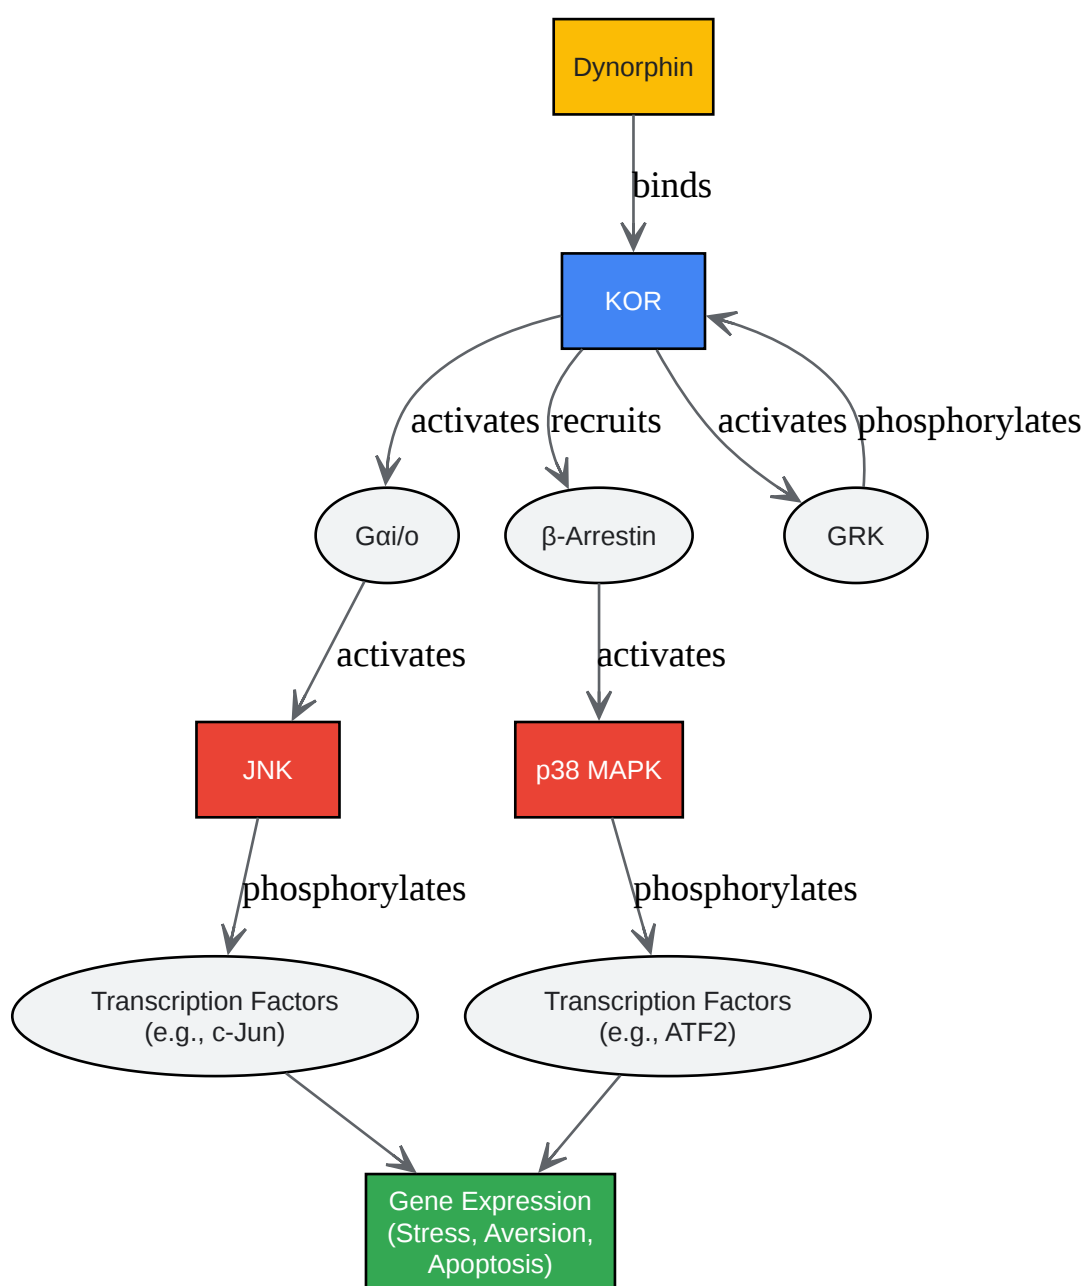 Dynorphin
binds
KOR
activates
recruits
activates
phosphorylates
Gαi/o
β-Arrestin
GRK
activates
activates
JNK
p38 MAPK
phosphorylates
phosphorylates
Transcription Factors
(e.g., c-Jun)
Transcription Factors
(e.g., ATF2)
Gene Expression
(Stress, Aversion,
Apoptosis)